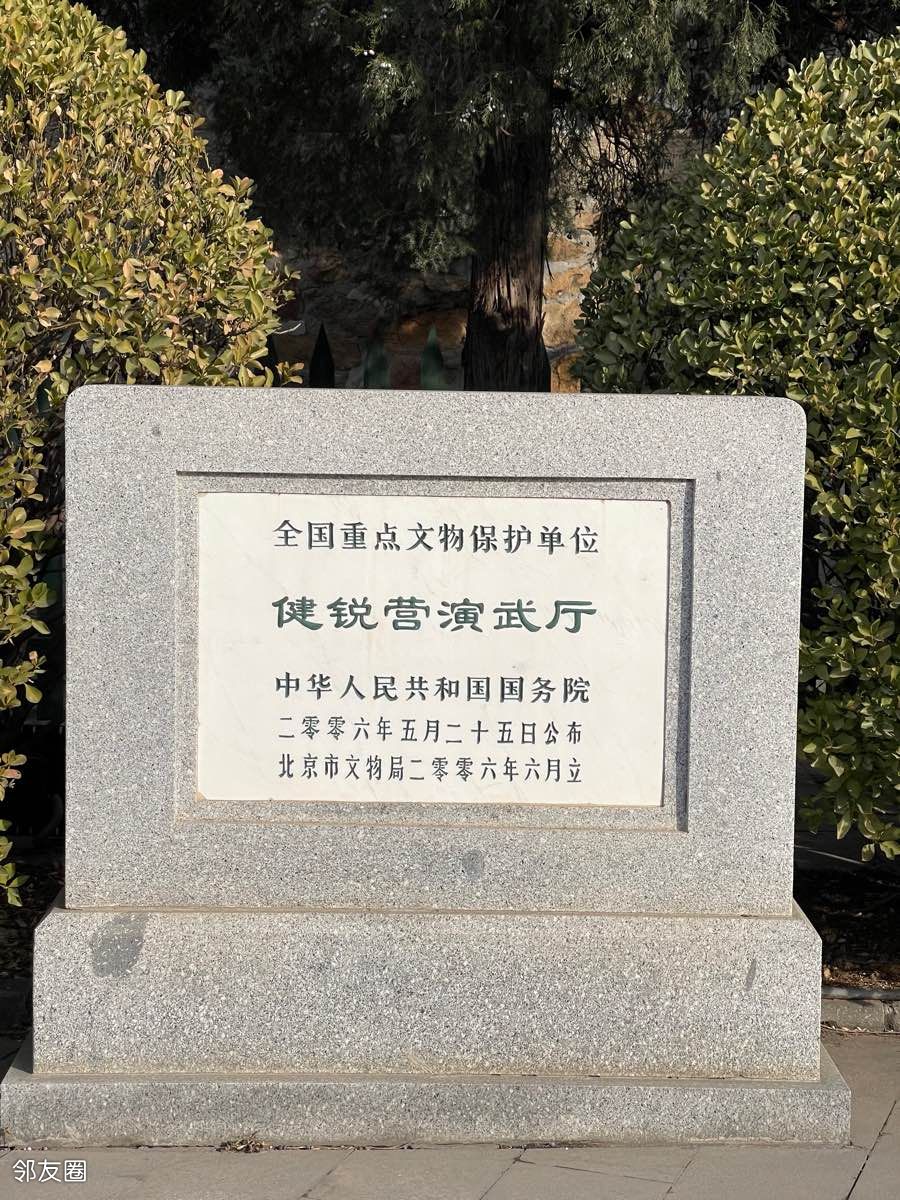 全国重点文物保护单位
健锐营演武厅
中华人民共和国国务院
二零零六年五月二十五日公布
北京市文物局二零零六年六月立
邻友圈